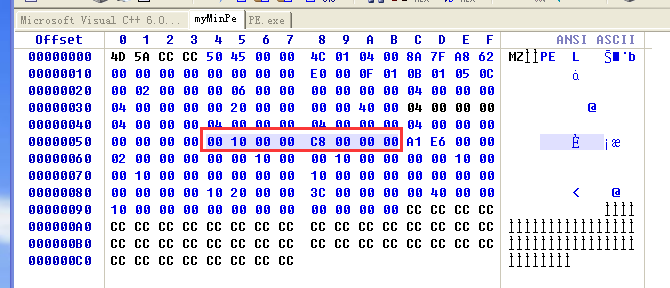 Microsoft Visual C++ 6.0... myMinPe PE.exe
Offset 0 1 2 3 4 5 6 7 8 9 A B C D E F ANSI ASCII
00000000 4D 5A CC CC 50 45 00 00 4C 01 04 00 8A 7F A8 62 MZÌÌPE L Š■¨b
00000010 00 00 00 00 00 00 00 00 E0 00 0F 01 0B 01 05 0C à
00000020 00 02 00 00 00 06 00 00 00 00 00 00 04 00 00 00
00000030 04 00 00 00 00 20 00 00 00 00 40 00 04 00 00 00 @
00000040 04 00 00 00 04 00 00 00 04 00 00 00 00 00 00 00
00000050 00 00 00 00 00 10 00 00 C8 00 00 00 A1 E6 00 00 È ¡æ
00000060 02 00 00 00 00 00 10 00 00 10 00 00 00 00 10 00
00000070 00 10 00 00 00 00 00 00 10 00 00 00 00 00 00 00
00000080 00 00 00 00 10 20 00 00 3C 00 00 00 00 40 00 00 < @
00000090 10 00 00 00 00 00 00 00 00 00 00 00 CC CC CC CC ÌÌÌÌ
000000A0 CC CC CC CC CC CC CC CC CC CC CC CC CC CC CC CC ÌÌÌÌÌÌÌÌÌÌÌÌÌÌÌÌ
000000B0 CC CC CC CC CC CC CC CC CC CC CC CC CC CC CC CC ÌÌÌÌÌÌÌÌÌÌÌÌÌÌÌÌ
000000C0 CC CC CC CC CC CC CC CC ÌÌÌÌÌÌÌÌ